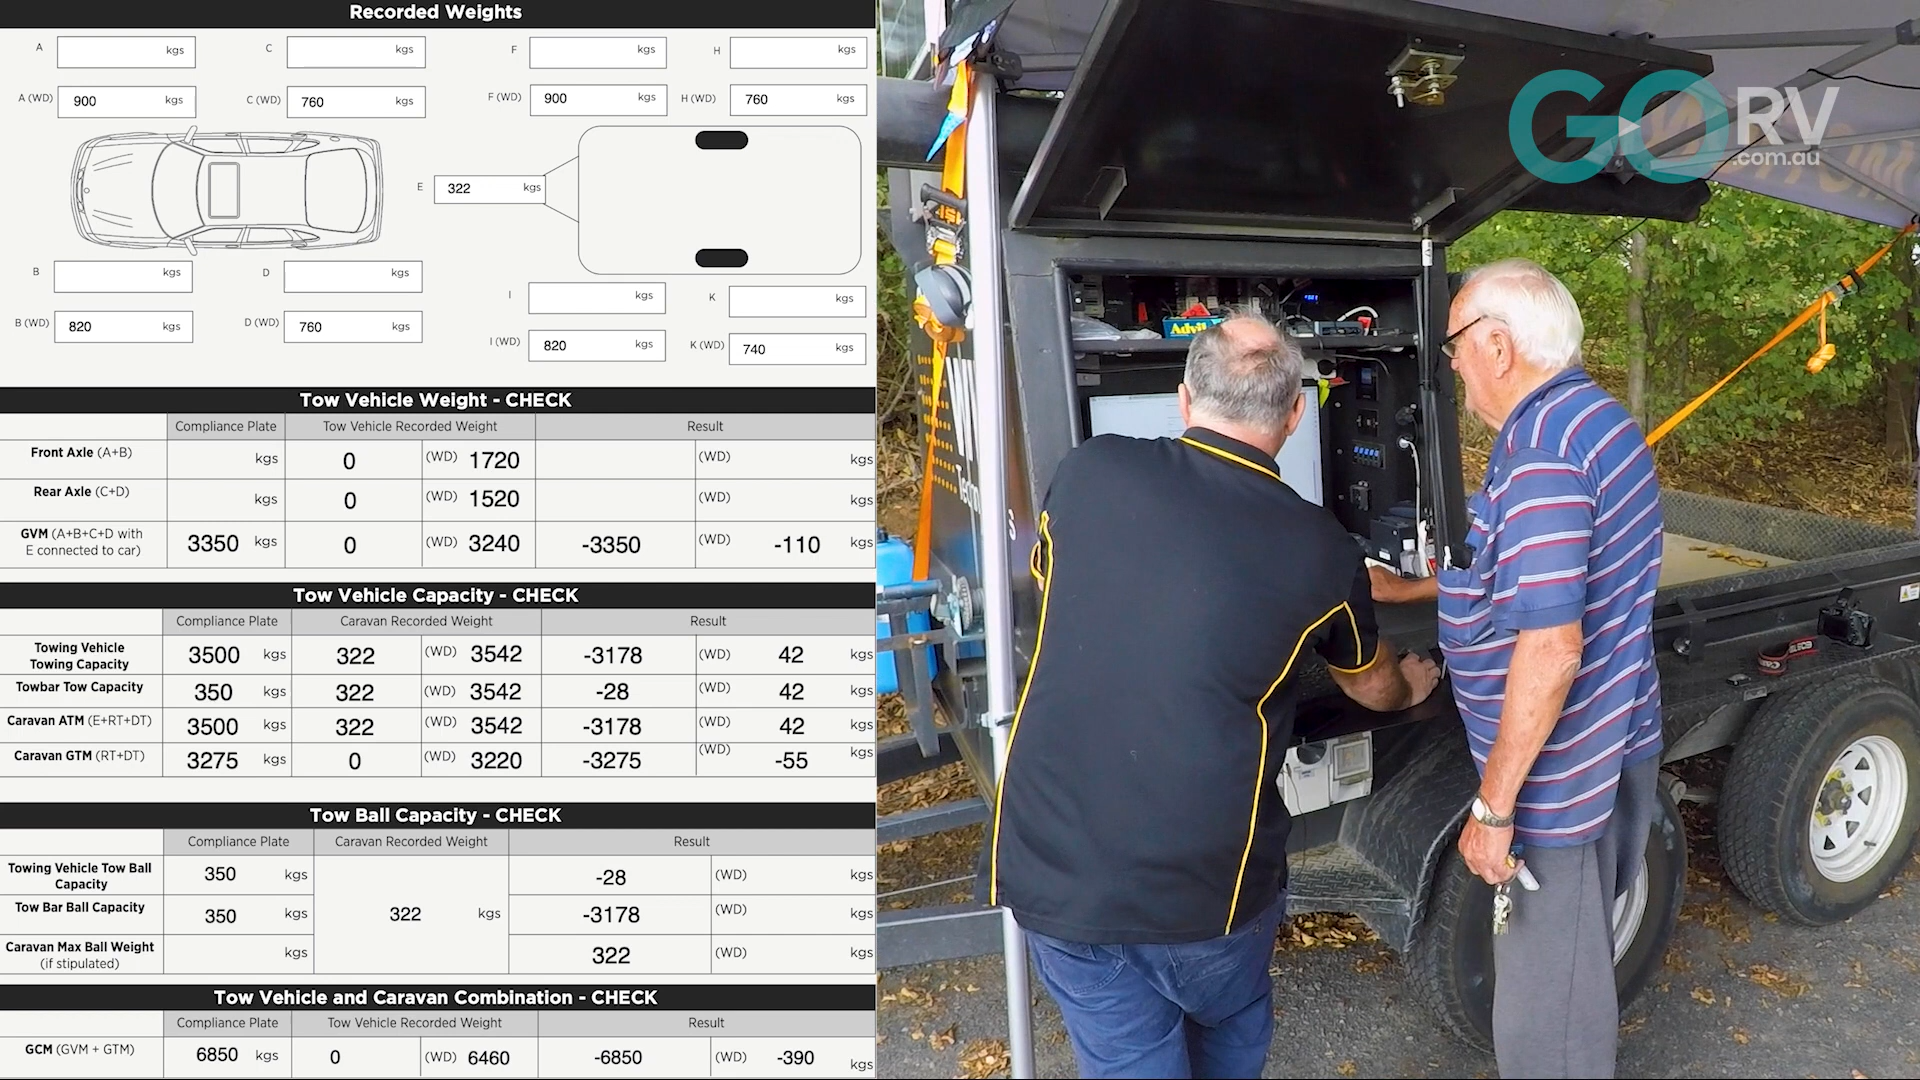 Recorded Weights
A kgs C kgs F kgs H kgs
A (WD) 900 kgs C (WD) 760 kgs F (WD) 900 kgs H (WD) 760 kgs
E 322 kgs
B kgs D kgs I kgs K kgs
B (WD) 820 kgs D (WD) 760 kgs I (WD) 820 kgs K (WD) 740 kgs
Tow Vehicle Weight - CHECK
Compliance Plate Tow Vehicle Recorded Weight Result
Front Axle (A+B) kgs 0 (WD) 1720 (WD) kgs
Rear Axle (C+D) kgs 0 (WD) 1520 (WD) kgs
GVM (A+B+C+D with
E connected to car) 3350 kgs 0 (WD) 3240 -3350 (WD) -110 kgs
Tow Vehicle Capacity - CHECK
Compliance Plate Caravan Recorded Weight Result
Towing Vehicle
Towing Capacity 3500 kgs 322 (WD) 3542 -3178 (WD) 42 kgs
Towbar Tow Capacity 350 kgs 322 (WD) 3542 -28 (WD) 42 kgs
Caravan ATM (E+RT+DT) 3500 kgs 322 (WD) 3542 -3178 (WD) 42 kgs
Caravan GTM (RT+DT) 3275 kgs 0 (WD) 3220 -3275 (WD) -55 kgs
Tow Ball Capacity - CHECK
Compliance Plate Caravan Recorded Weight Result
Towing Vehicle Tow Ball
Capacity 350 kgs -28 (WD) kgs
Tow Bar Ball Capacity 350 kgs 322 kgs -3178 (WD) kgs
Caravan Max Ball Weight
(if stipulated) kgs 322 (WD) kgs
Tow Vehicle and Caravan Combination - CHECK
Compliance Plate Tow Vehicle Recorded Weight Result
GCM (GVM + GTM) 6850 kgs 0 (WD) 6460 -6850 (WD) -390 kgs
GORV
.com.au
Advil